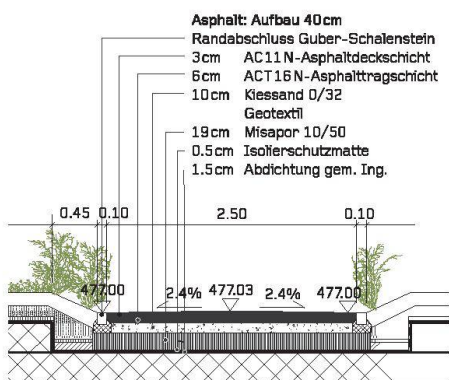 Asphalt: Aufbau 40cm
Randabschluss Guber-Schalenstein
3cm AC11N-Asphaltdeckschicht
6cm ACT16N-Asphalttragschicht
10cm Kiessand 0/32
Geotextil
19cm Misapor 10/50
0.5cm Isolierschutzmatte
1.5cm Abdichtung gem. Ing.
0.45 0.10 2.50 0.10
477.00 2.4% 477.03 2.4% 477.00